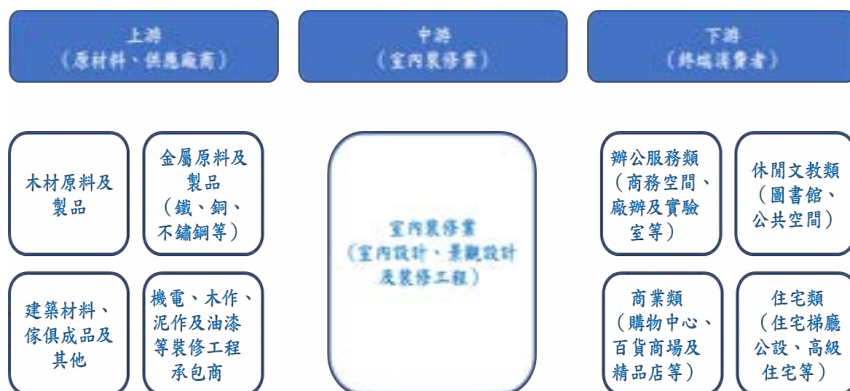 上游
（原材料、供應廠商）
中游
（室內裝修業）
下游
（終端消費者）
木材原料及
製品
金屬原料及
製品
（鐵、銅、
不鏽鋼等）
建築材料、
傢俱成品及
其他
機電、木作、
泥作及油漆
等裝修工程
承包商
室內裝修業
（室內設計、景觀設計
及裝修工程）
辦公服務類
（商務空間、
廠辦及實驗
室等）
休閒文教類
（圖書館、
公共空間）
商業類
（購物中心、
百貨商場及
精品店等）
住宅類
（住宅梯廳
公設、高級
住宅等）